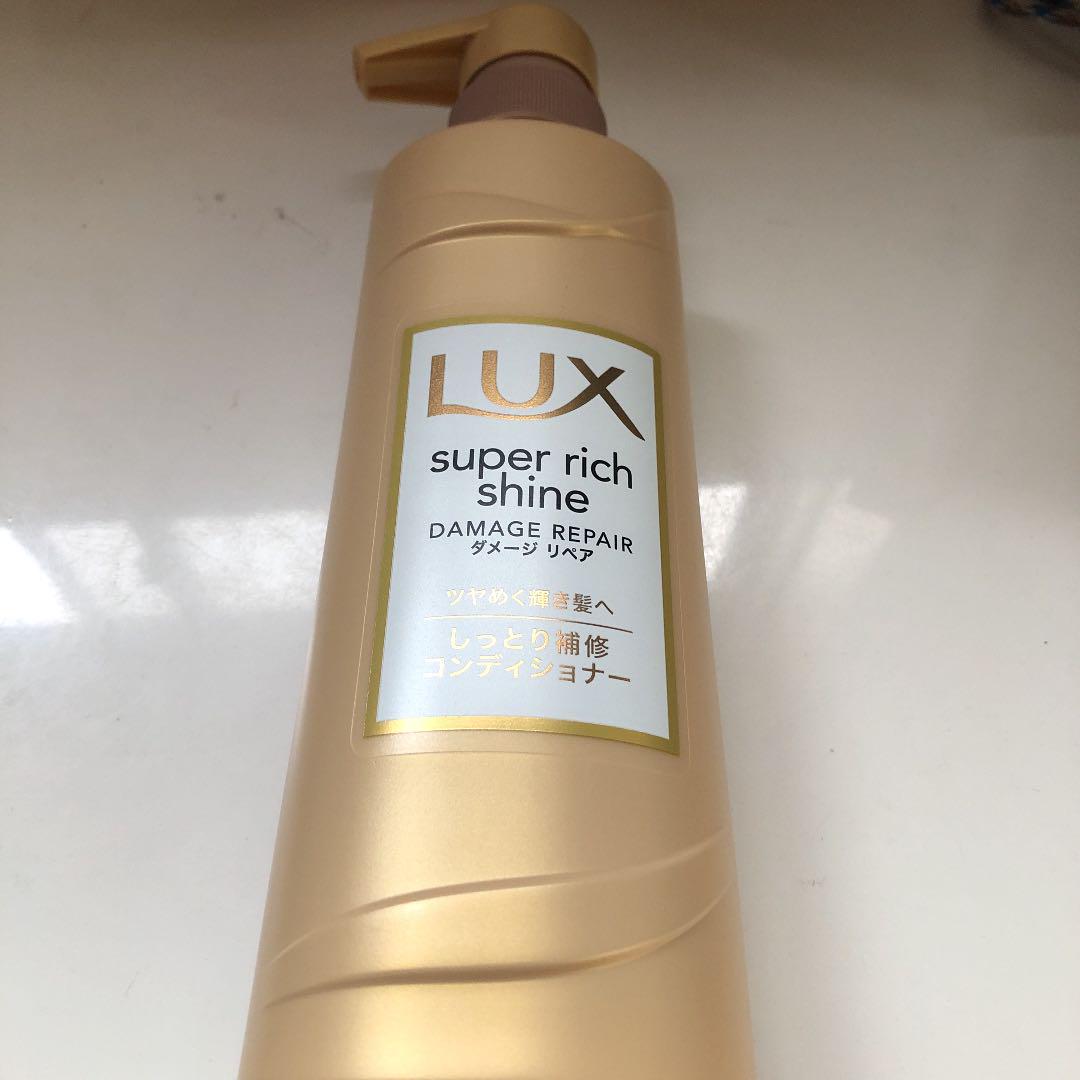 LUX
super rich
shine
DAMAGE REPAIR
ダメージ リペア
ツヤめく輝き髪へ
しっとり補修
コンディショナー